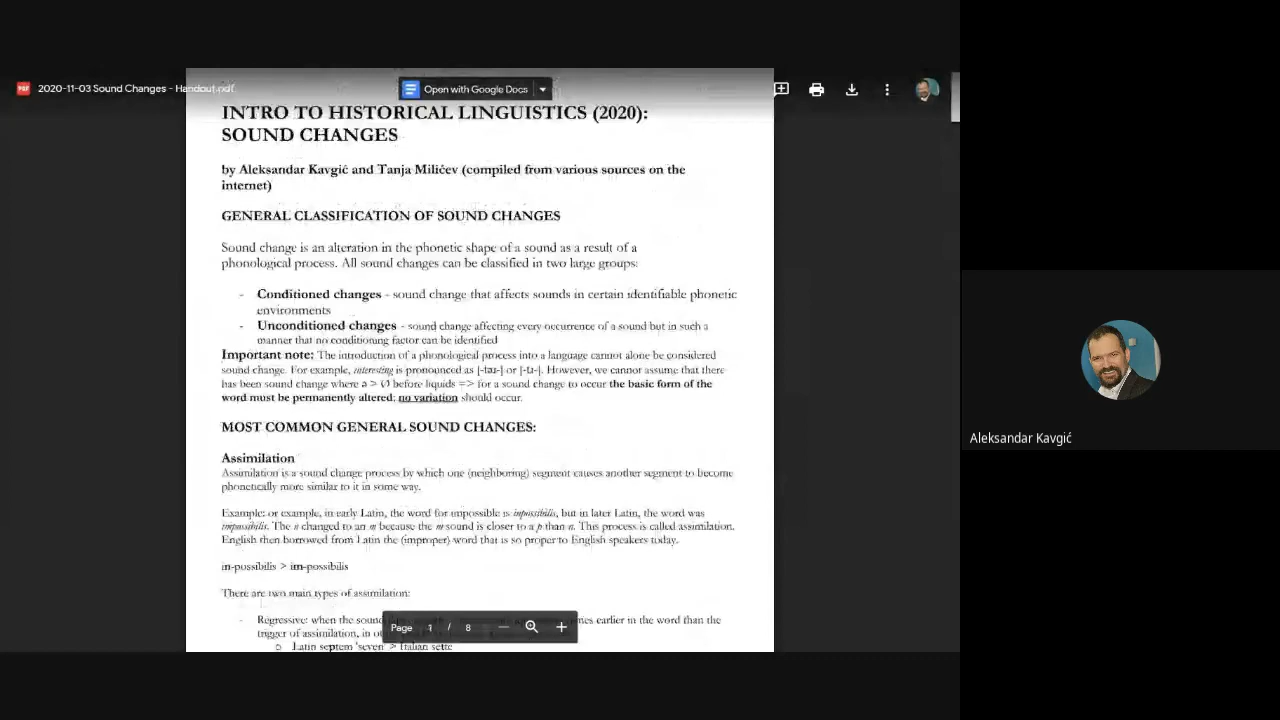 2020-11-03 Sound Changes - Handout.pdf
Open with Google Docs
INTRO TO HISTORICAL LINGUISTICS (2020):
SOUND CHANGES
by Aleksandar Kavgić and Tanja Milićev (compiled from various sources on the
internet)
GENERAL CLASSIFICATION OF SOUND CHANGES
Sound change is an alteration in the phonetic shape of a sound as a result of a
phonological process. All sound changes can be classified in two large groups:
- Conditioned changes - sound change that affects sounds in certain identifiable phonetic
environments
- Unconditioned changes - sound change affecting every occurrence of a sound but in such a
manner that no conditioning factor can be identified
Important note: The introduction of a phonological process into a language cannot alone be considered
sound change. For example, interesting is pronounced as or However, we cannot assume that there
has been sound change where before liquids => for a sound change to occur the basic form of the
word must be permanently altered; no variation should occur.
MOST COMMON GENERAL SOUND CHANGES:
Assimilation
Assimilation is a sound change process by which one (neighboring) segment causes another segment to become
phonetically more similar to it in some way.
Example: or example, in early Latin, the word for impossible is inpossibilis, but in later Latin, the word was
impossibilis. The n changed to an m because the m sound is closer to a p than n. This process is called assimilation.
English then borrowed from Latin the (improper) word that is so proper to English speakers today.
in-possibilis > im-possibilis
There are two main types of assimilation:
- Regressive: when the sound earlier in the word than the
trigger of assimilation, in
o Latin septem 'seven' > Italian sette
Page 1 / 8
Aleksandar Kavgić